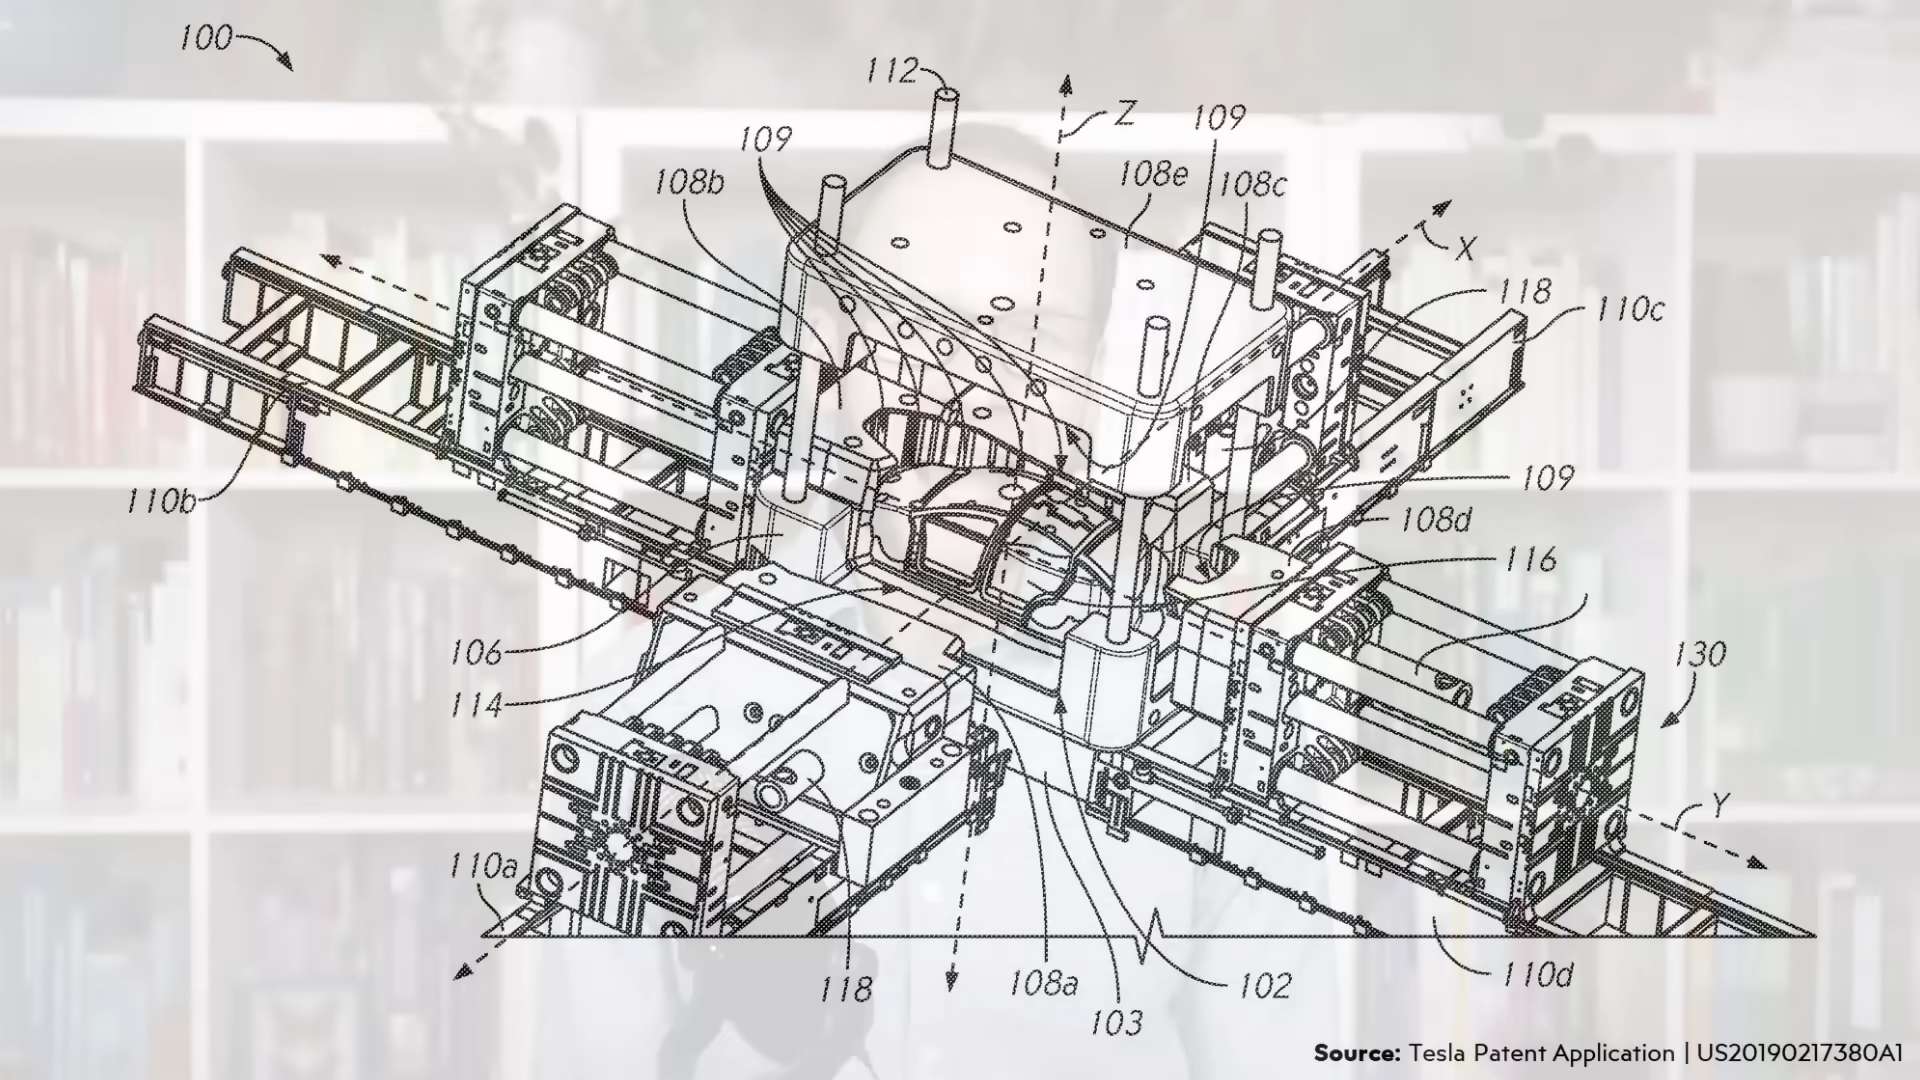 100
112
Z
109
109
108b
108e
108c
X
118
110c
110b
109
108d
116
106
130
114
Y
110a
118
108a
102
110d
103
Source: Tesla Patent Application | US20190217380A1